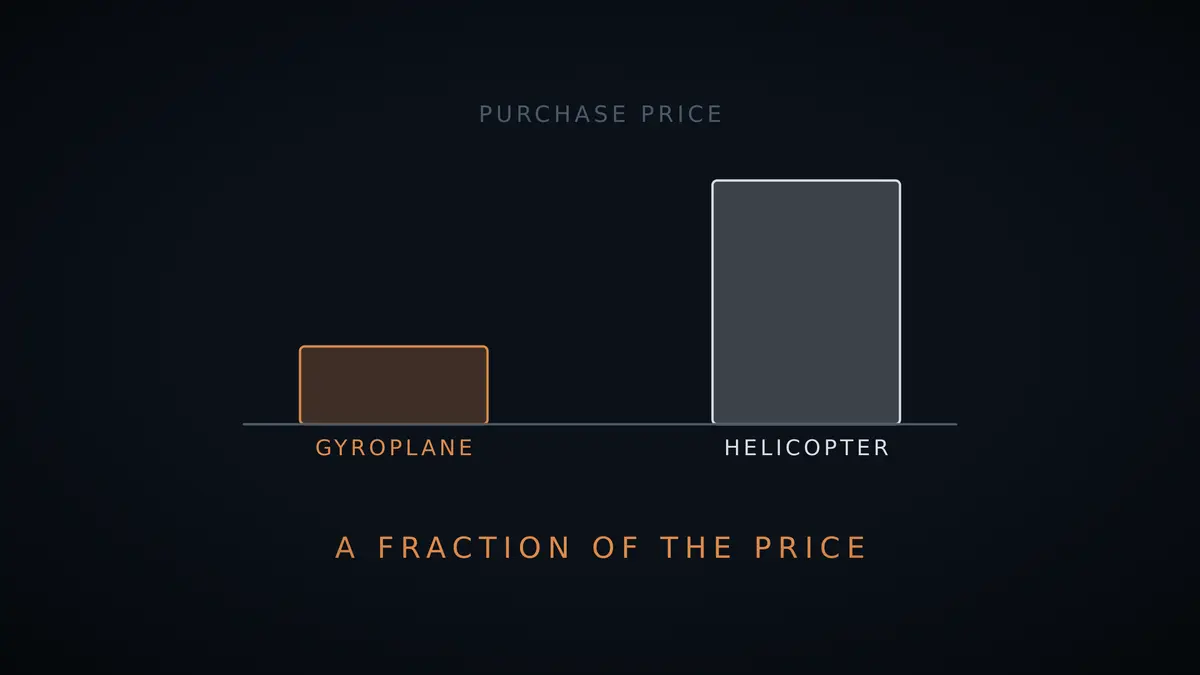 PURCHASE PRICE
GYROPLANE
HELICOPTER
A FRACTION OF THE PRICE